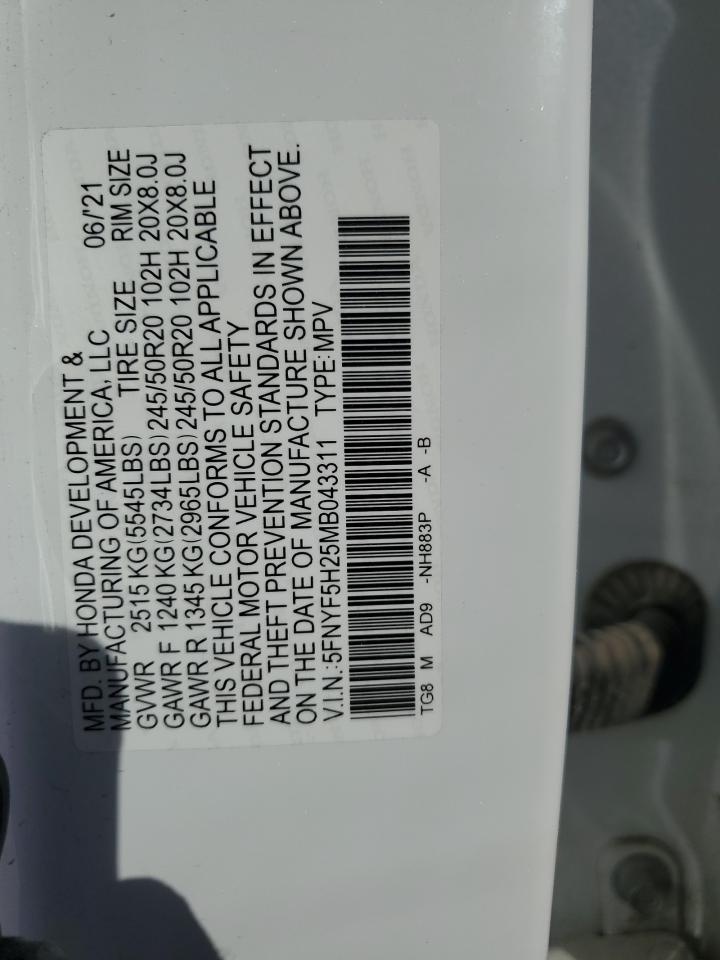 MFD. BY HONDA DEVELOPMENT &
MANUFACTURING OF AMERICA, LLC 06/'21
GVWR 2515 KG(5545LBS) TIRE SIZE RIM SIZE
GAWR F 1240 KG(2734LBS)245/50R20 102H 20X8.0J
GAWR R 1345 KG(2965LBS)245/50R20 102H 20X8.0J
THIS VEHICLE CONFORMS TO ALL APPLICABLE
FEDERAL MOTOR VEHICLE SAFETY
AND THEFT PREVENTION STANDARDS IN EFFECT
ON THE DATE OF MANUFACTURE SHOWN ABOVE.
V.I.N.:5FNYF5H25MB043311 TYPE:MPV
TG8 M AD9 -NH883P -A -B